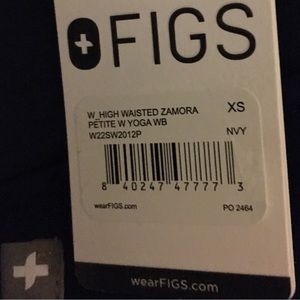 FIGS
W_HIGH WAISTED ZAMORA XS
PETITE W YOGA WB
W22SW2012P NVY
8 40247 47777 3
wearFIGS.com PO 2464
wearFIGS.com